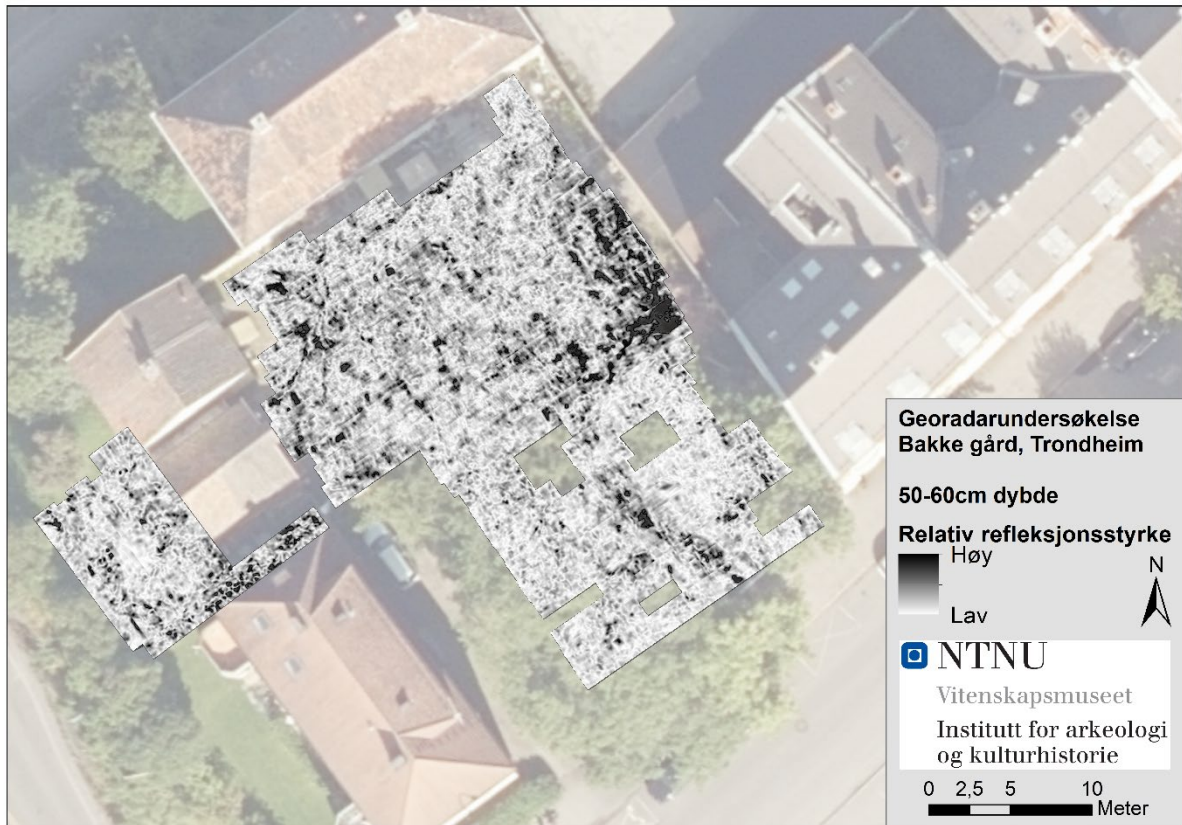 Georadarundersøkelse
Bakke gård, Trondheim
50-60cm dybde
Relativ refleksjonsstyrke
Høy
Lav
N
NTNU
Vitenskapsmuseet
Institutt for arkeologi
og kulturhistorie
0 2,5 5 10
Meter